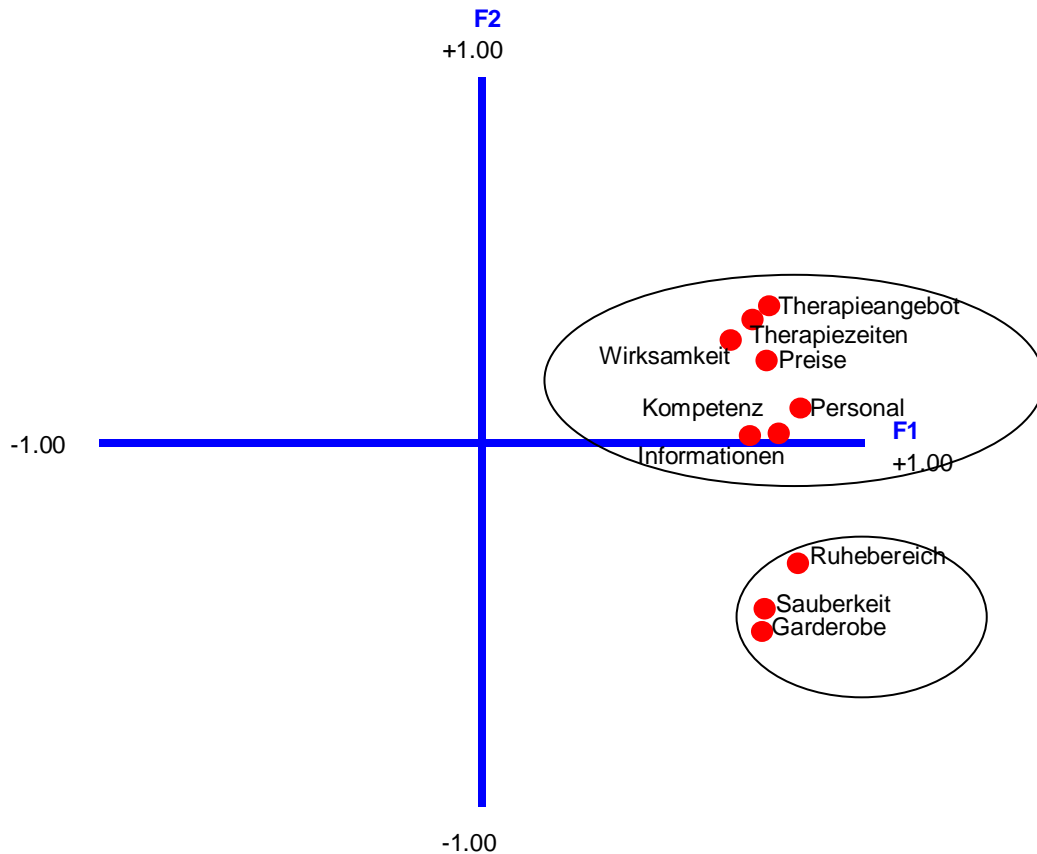 F2
+1.00
Therapieangebot
Therapiezeiten
Wirksamkeit
Preise
Kompetenz
Personal
-1.00
F1
Informationen
+1.00
Ruhebereich
Sauberkeit
Garderobe
-1.00